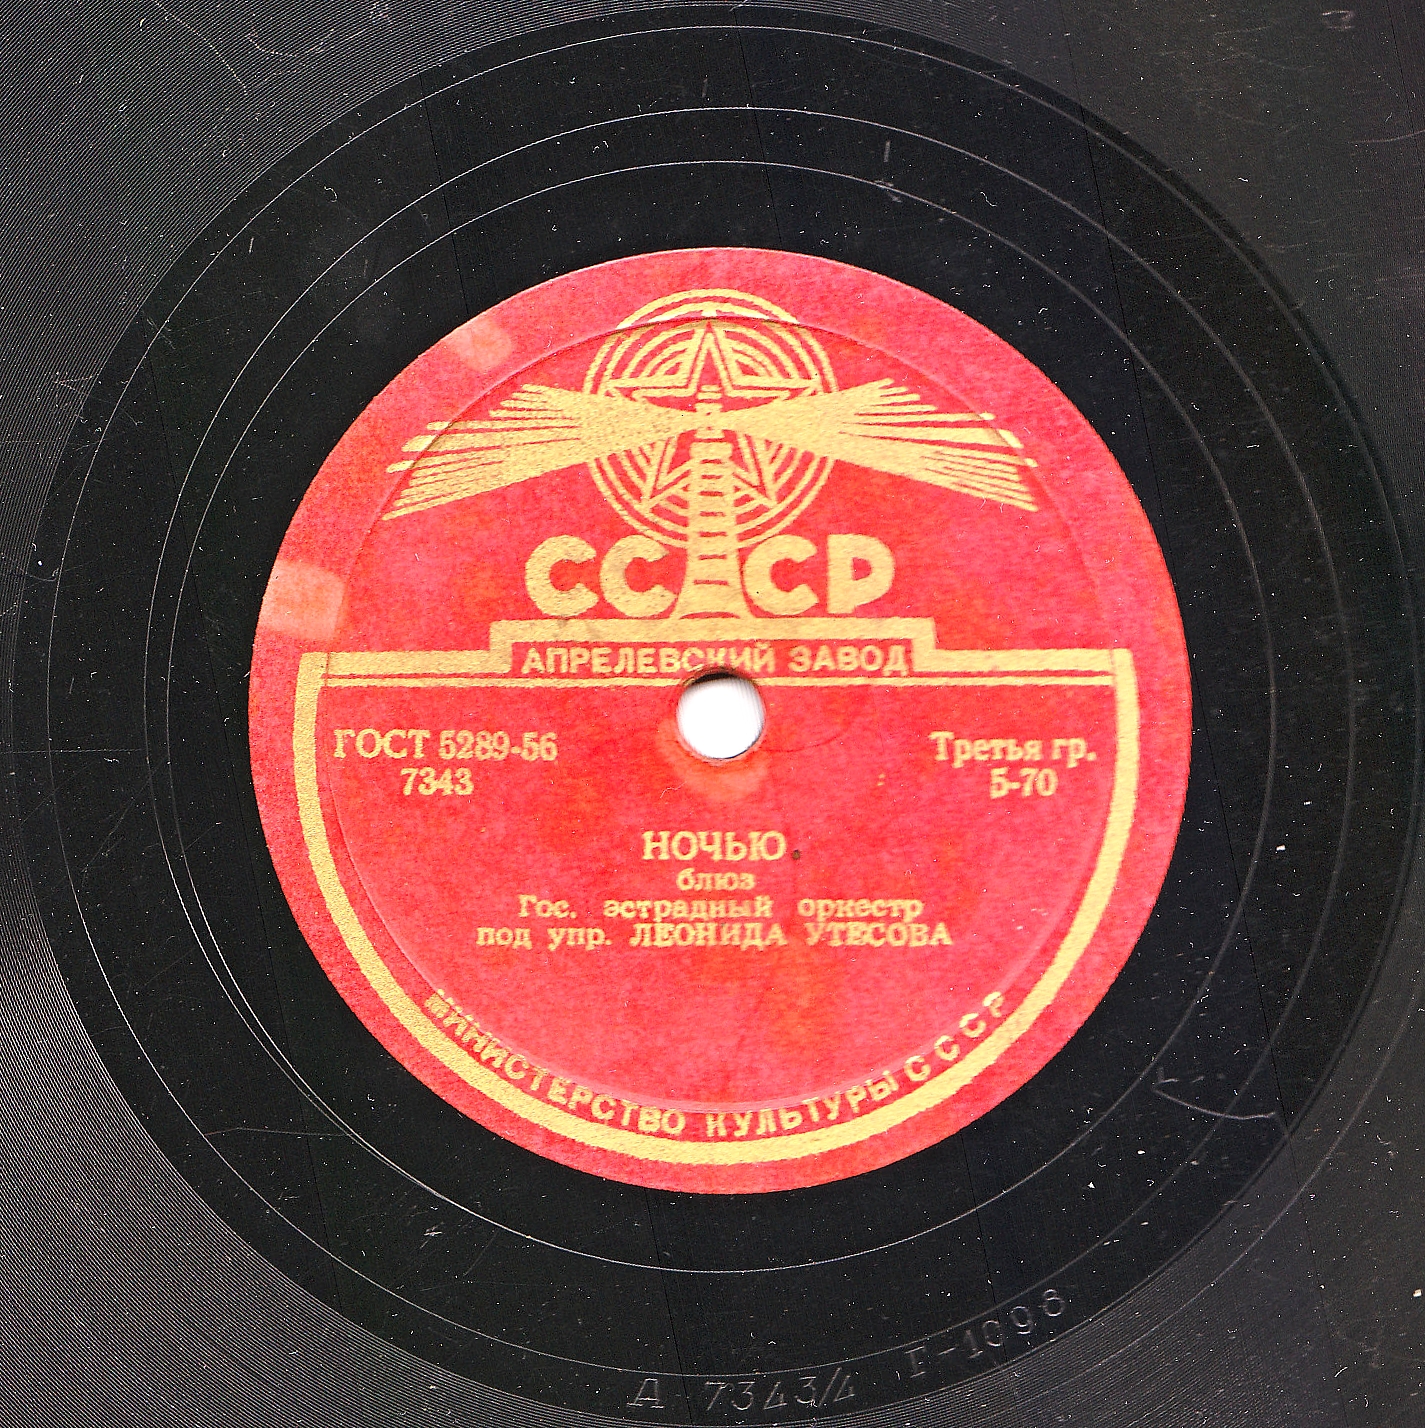 СССР
АПРЕЛЕВСКИЙ ЗАВОД
ГОСТ 5289-56
7343
Третья гр.
5-70
НОЧЬЮ
блюз
Гос. эстрадный оркестр
под упр. ЛЕОНИДА УТЕСОВА
МИНИСТЕРСТВО КУЛЬТУРЫ СССР
А 7343/4 Г-1098